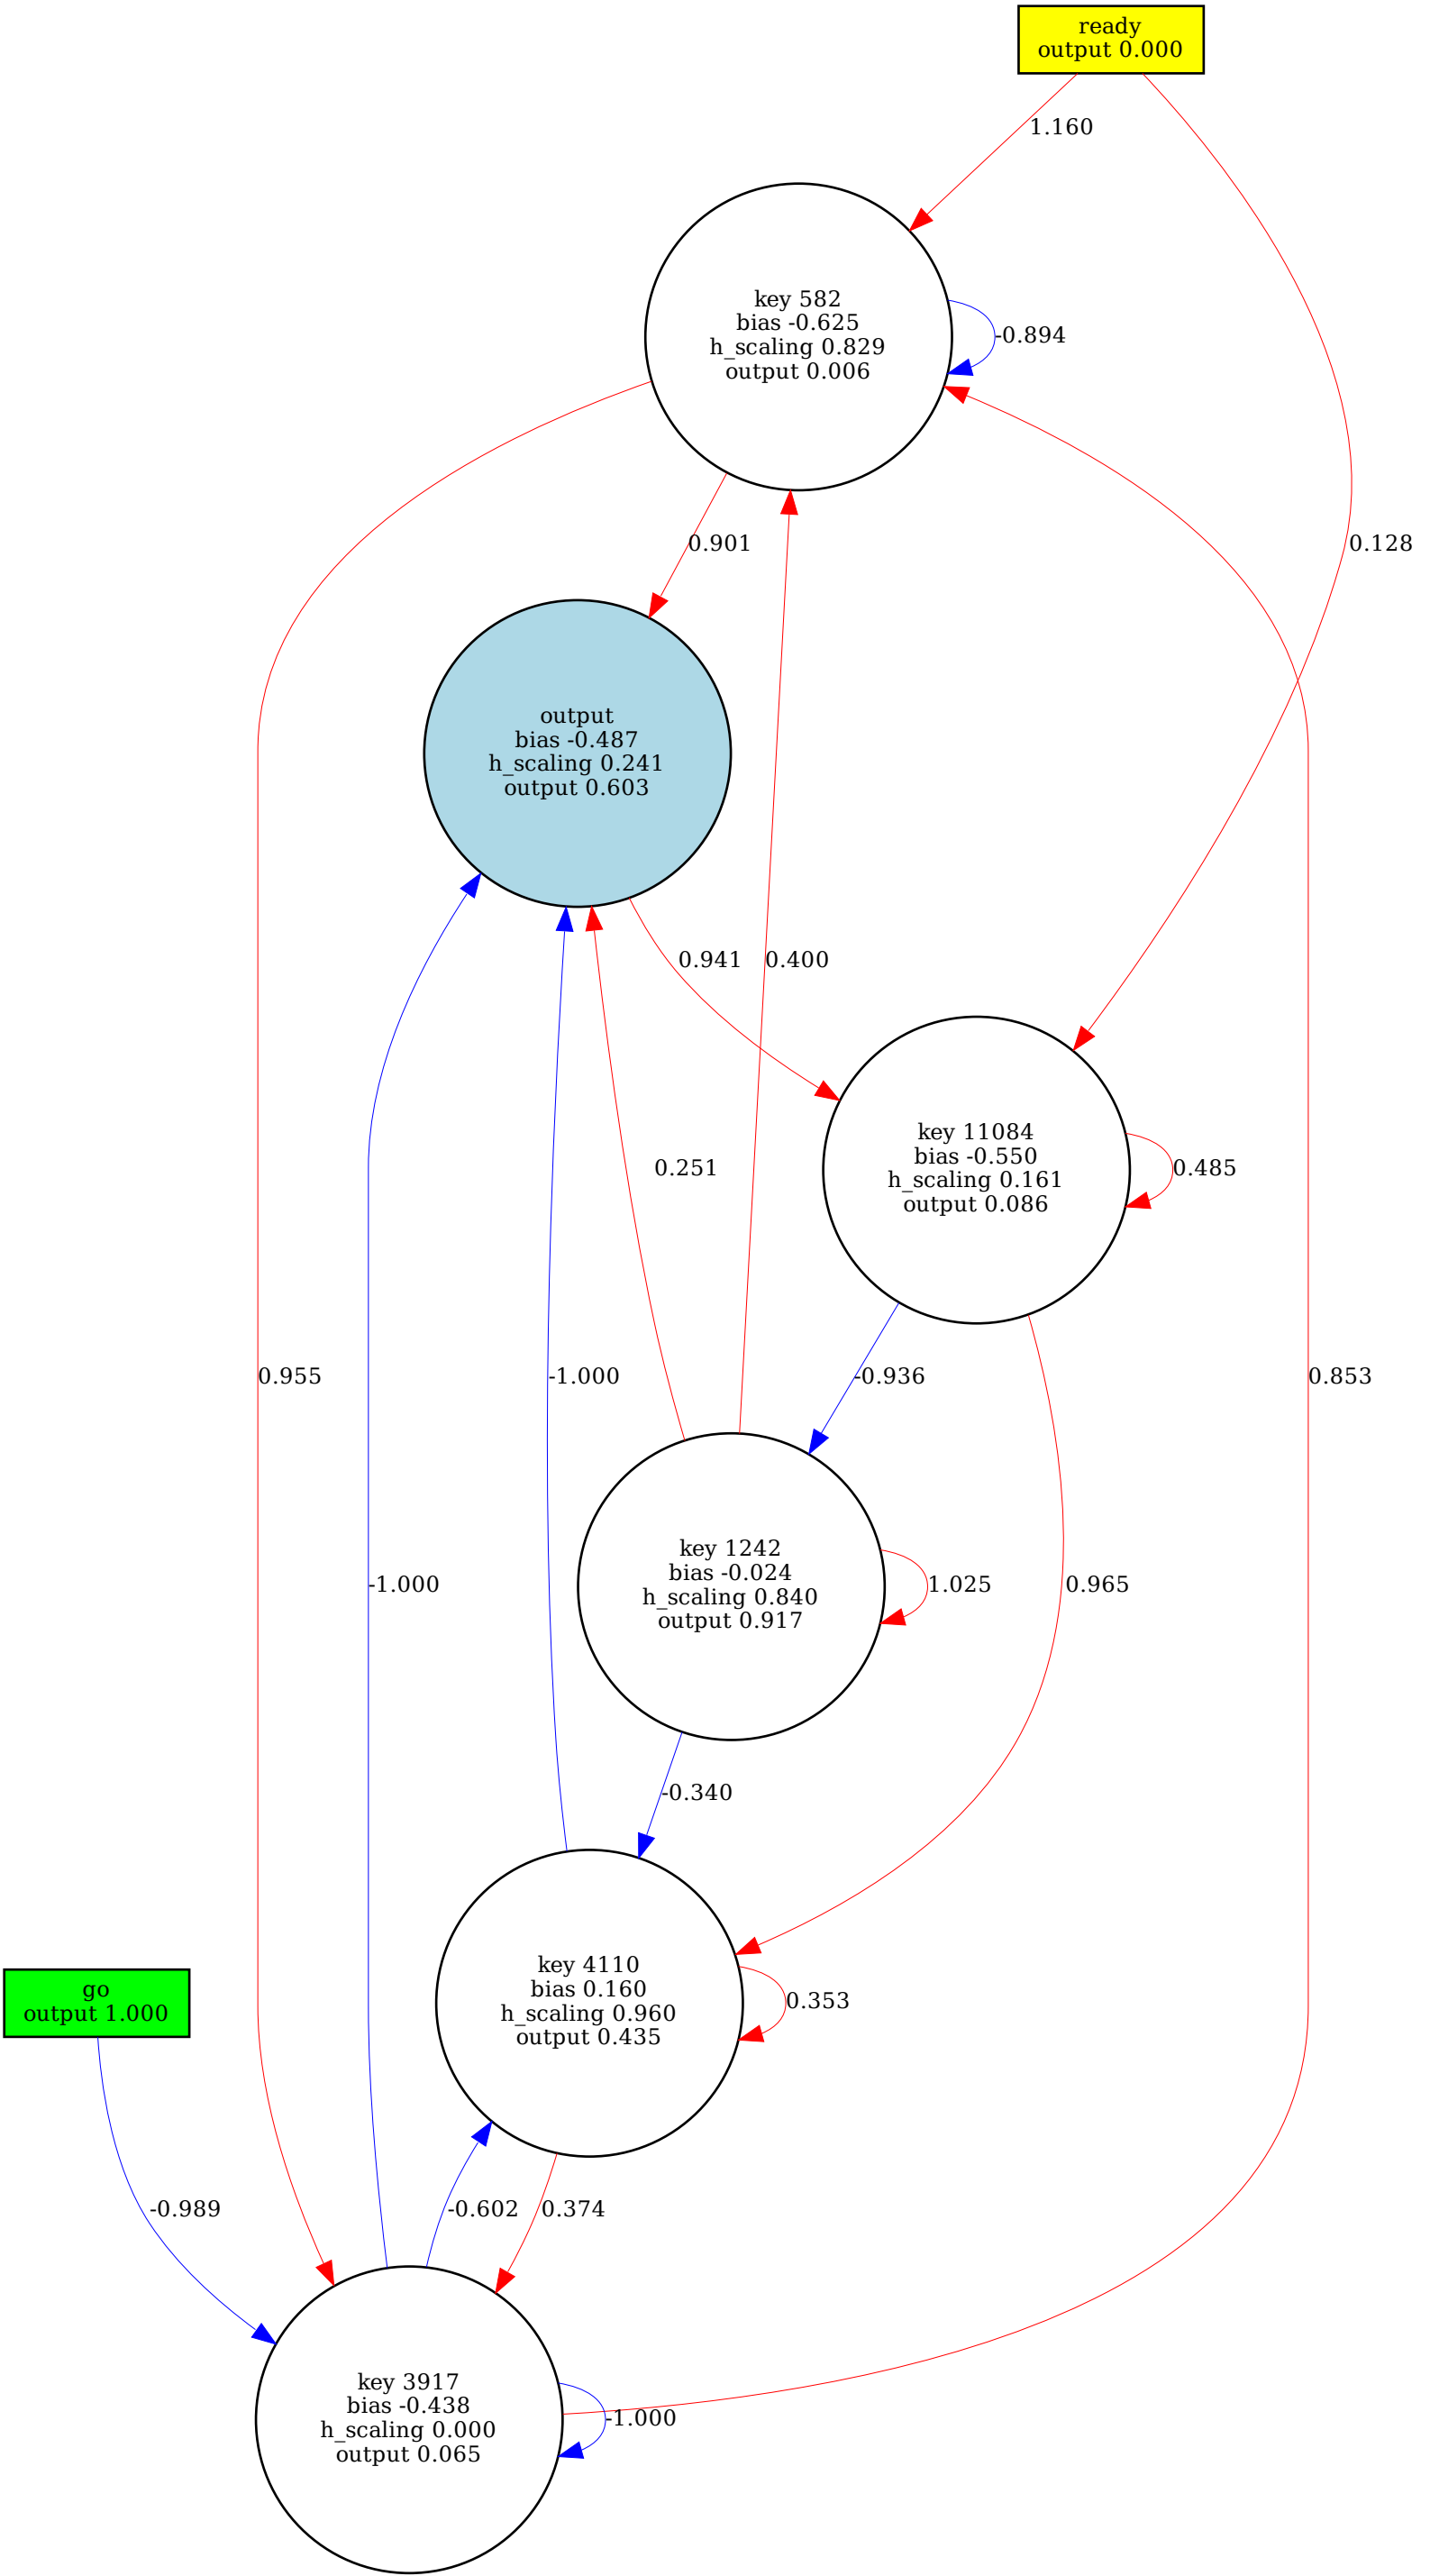 ready
output 0.000
1.160
key 582
bias -0.625
h_scaling 0.829
output 0.006
-0.894
0.901
0.128
output
bias -0.487
h_scaling 0.241
output 0.603
0.941
0.400
key 11084
bias -0.550
h_scaling 0.161
output 0.086
0.251
0.485
0.955
-1.000
-0.936
0.853
key 1242
bias -0.024
h_scaling 0.840
output 0.917
-1.000
1.025
0.965
-0.340
key 4110
bias 0.160
h_scaling 0.960
output 0.435
go
output 1.000
0.353
-0.989
-0.602
0.374
key 3917
bias -0.438
h_scaling 0.000
output 0.065
-1.000